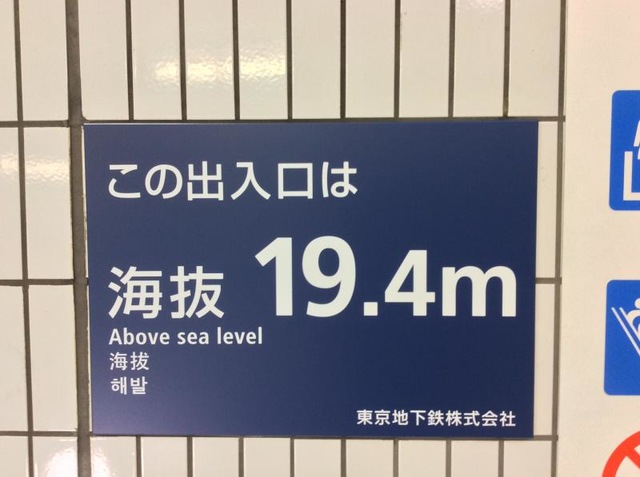 この出入口は
海抜 19.4m
Above sea level
海拔
해발
東京地下鉄株式会社